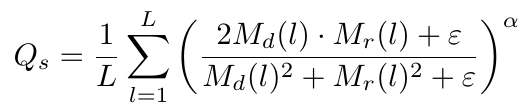 Q_s = \frac{1}{L} \sum_{l=1}^{L} \left( \frac{2M_d(l) \cdot M_r(l) + \varepsilon}{M_d(l)^2 + M_r(l)^2 + \varepsilon} \right)^{\alpha}